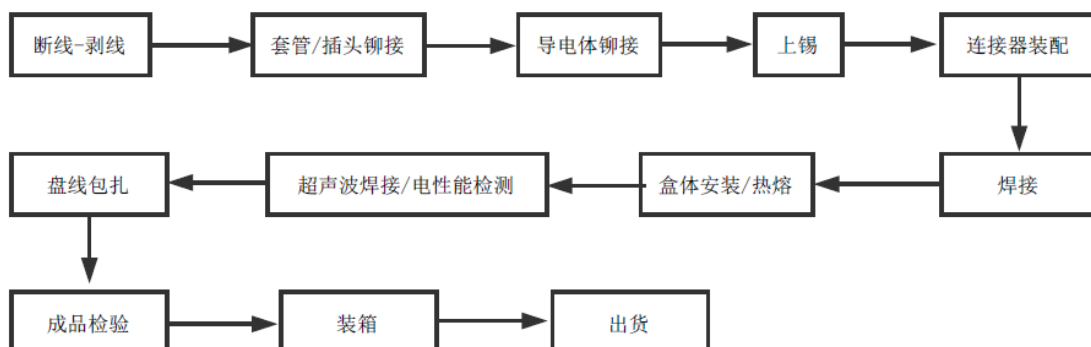 断线-剥线
套管/插头铆接
导电体铆接
上锡
连接器装配
焊接
盒体安装/热熔
超声波焊接/电性能检测
盘线包扎
成品检验
装箱
出货